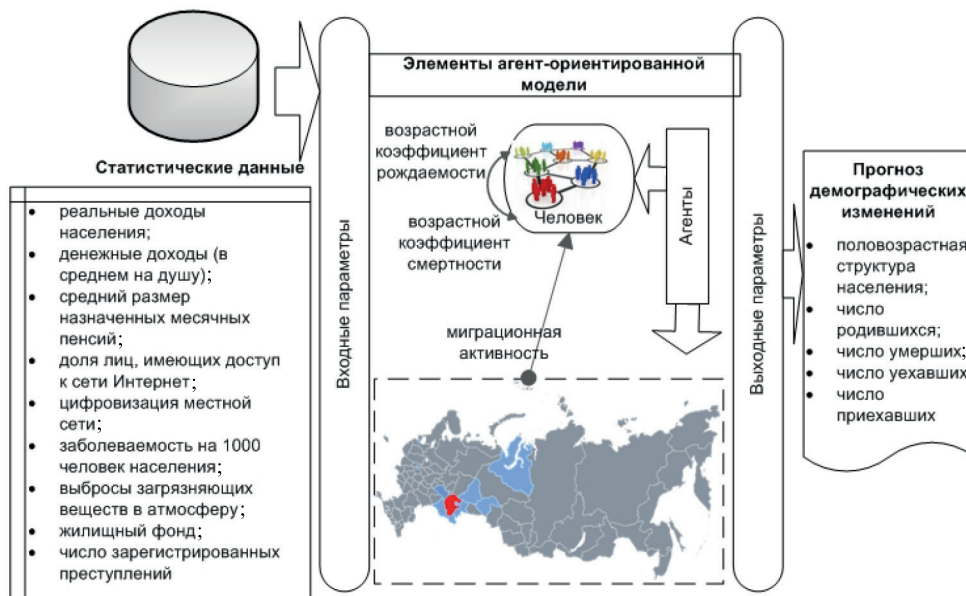 Статистические данные
реальные доходы
населения;
денежные доходы (в
среднем на душу);
средний размер
назначенных месячных
пенсий;
доля лиц, имеющих доступ
к сети Интернет;
цифровизация местной
сети;
заболеваемость на 1000
человек населения;
выбросы загрязняющих
веществ в атмосферу;
жилищный фонд;
число зарегистрированных
преступлений
Входные параметры
Элементы агент-ориентированной
модели
возрастной
коэффициент
рождаемости
Человек
возрастной
коэффициент
смертности
Агенты
миграционная
активность
Выходные параметры
Прогноз
демографических
изменений
половозрастная
структура
населения;
число
родившихся;
число умерших;
число уехавших
число
приехавших